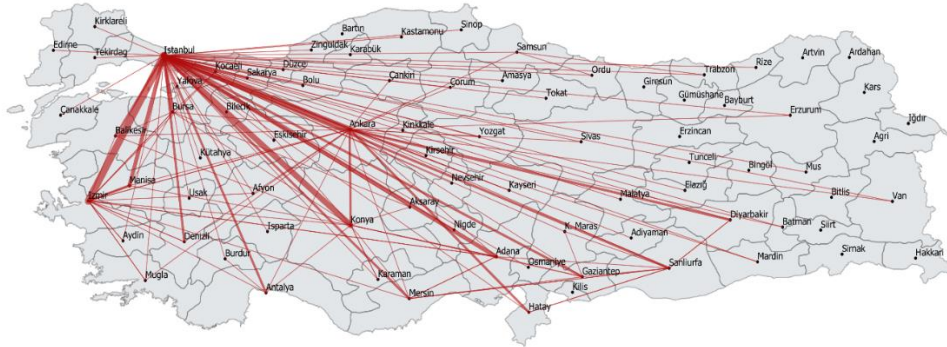 Kirklareli
Edirne
Tekirdag
Istanbul
Bartın
Kastamonu
Sinop
Zinguldak
Karabük
Samsun
Kocaeli
Sakarya
Düzce
Bolu
Çankiri
Çorum
Amasya
Ordu
Giresun
Trabzon
Rize
Artvin
Ardahan
Yalova
Tokat
Gümüshane
Bayburt
Erzurum
Kars
Iğdır
Çanakkale
Bursa
Bilecik
Balikesir
Eskisehir
Ankara
Kirikkale
Yozgat
Sivas
Erzincan
Agri
Kütahya
Kirsehir
Tunceli
Bingöl
Mus
Manisa
Izmir
Usak
Afyon
Aksaray
Nevsehir
Kayseri
Malatya
Elazig
Bitlis
Van
Aydin
Denizli
Isparta
Konya
Nigde
K. Maras
Adiyaman
Diyarbakir
Batman
Siirt
Mugla
Burdur
Antalya
Karaman
Mersin
Adana
Osmaniye
Gaziantep
Kilis
Sanliurfa
Mardin
Sirnak
Hakkari
Hatay